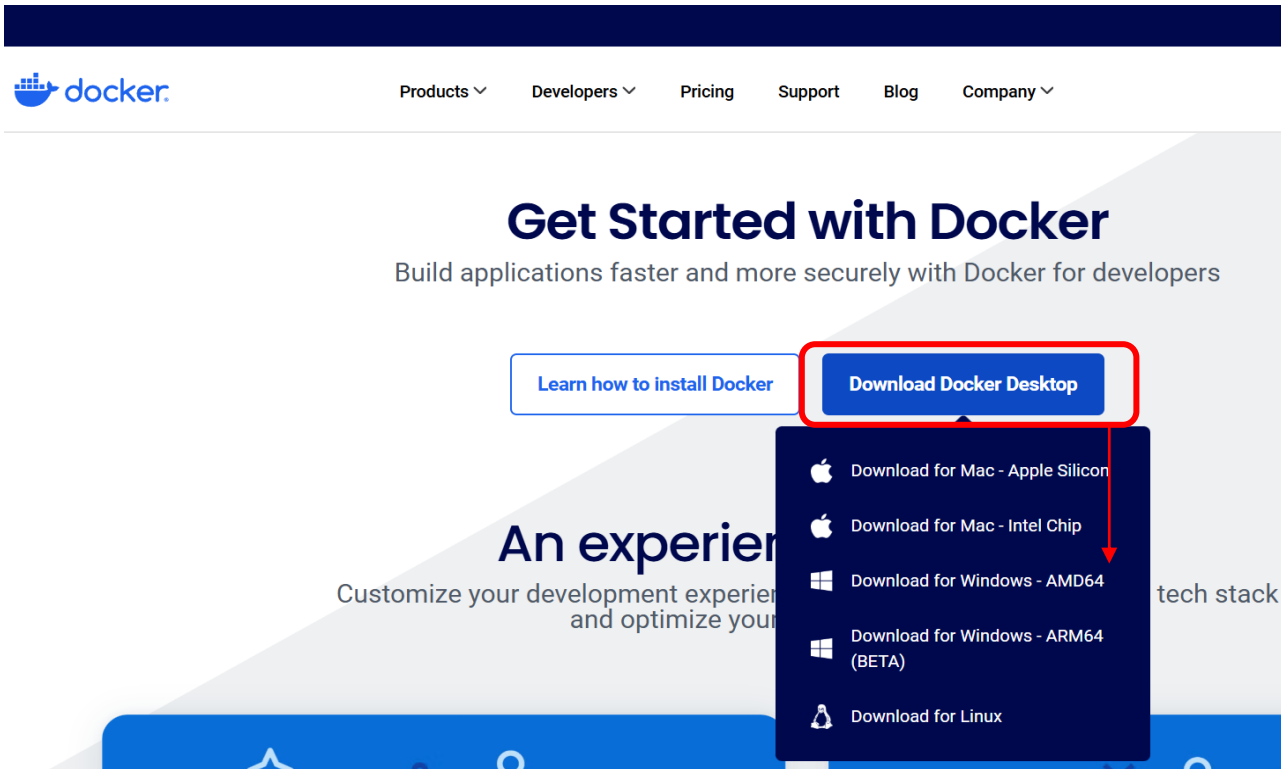 docker
Products
Developers
Pricing
Support
Blog
Company
Get Started with Docker
Build applications faster and more securely with Docker for developers
Learn how to install Docker
Download Docker Desktop
Download for Mac - Apple Silicon
Download for Mac - Intel Chip
Download for Windows - AMD64
Download for Windows - ARM64
(BETA)
Download for Linux
An
Customize your development
tech stack
and optimize